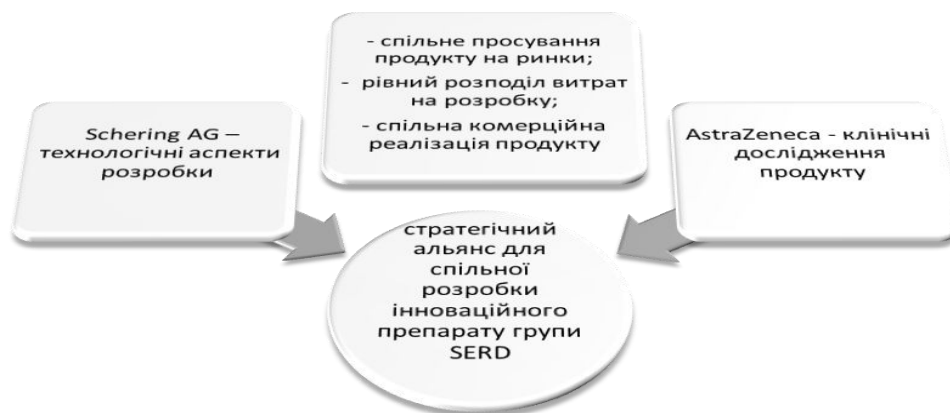 - спільне просування
продукту на ринки;
- рівний розподіл витрат
на розробку;
- спільна комерційна
реалізація продукту
Schering AG –
технологічні аспекти
розробки
AstraZeneca - клінічні
дослідження
продукту
стратегічний
альянс для
спільної
розробки
інноваційного
препарату групи
SERD